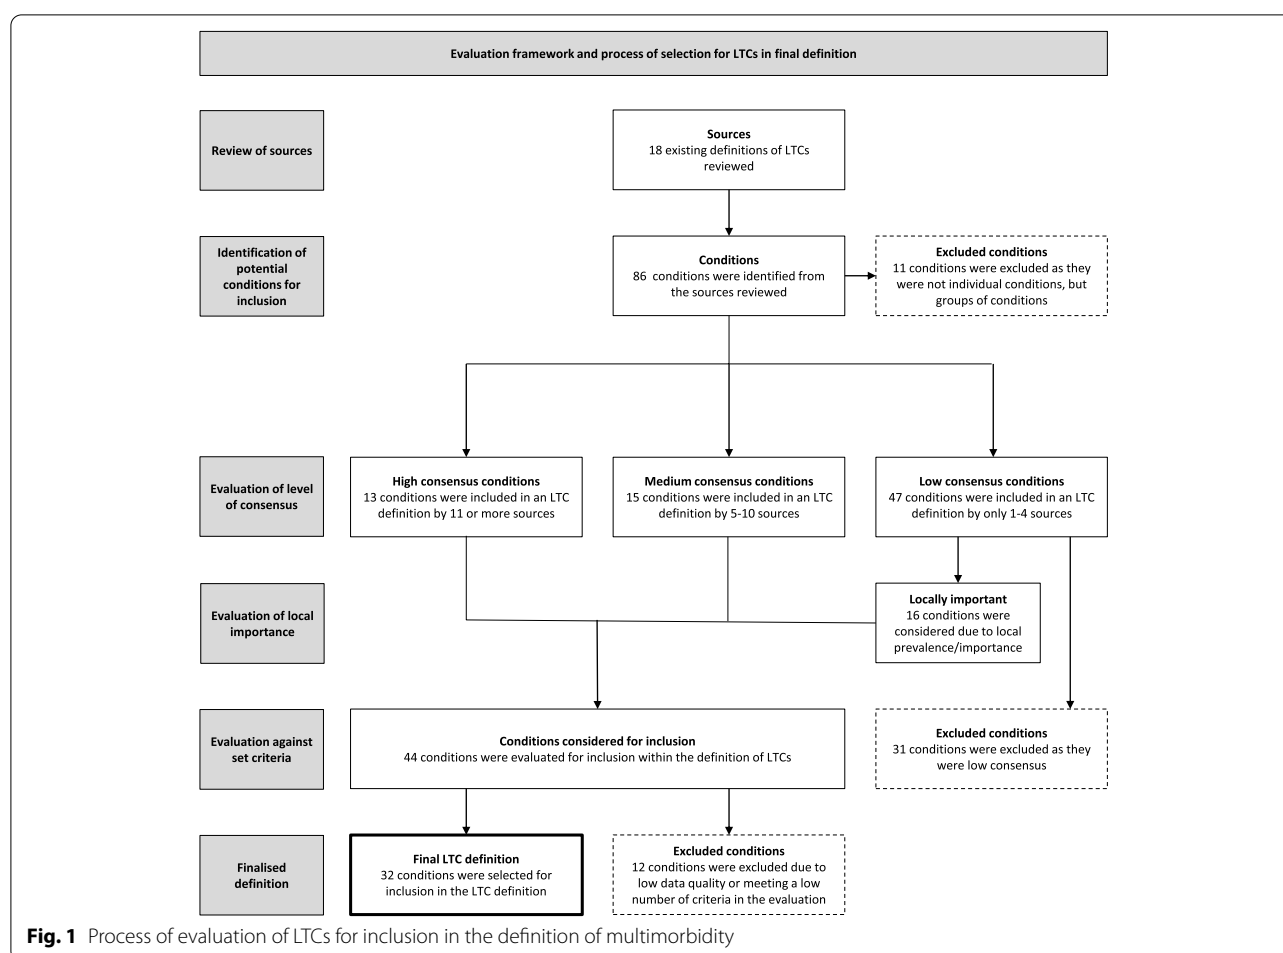 Evaluation framework and process of selection for LTCs in final definition
Review of sources
Sources
18 existing definitions of LTCs
reviewed
Identification of
potential
conditions for
inclusion
Conditions
86 conditions were identified from
the sources reviewed
Excluded conditions
11 conditions were excluded as they
were not individual conditions, but
groups of conditions
Evaluation of level
of consensus
High consensus conditions
13 conditions were included in an LTC
definition by 11 or more sources
Medium consensus conditions
15 conditions were included in an LTC
definition by 5-10 sources
Low consensus conditions
47 conditions were included in an LTC
definition by only 1-4 sources
Evaluation of local
importance
Locally important
16 conditions were
considered due to local
prevalence/importance
Evaluation against
set criteria
Conditions considered for inclusion
44 conditions were evaluated for inclusion within the definition of LTCs
Excluded conditions
31 conditions were excluded as they
were low consensus
Finalised
definition
Final LTC definition
32 conditions were selected for
inclusion in the LTC definition
Excluded conditions
12 conditions were excluded due to
low data quality or meeting a low
number of criteria in the evaluation
Fig. 1 Process of evaluation of LTCs for inclusion in the definition of multimorbidity